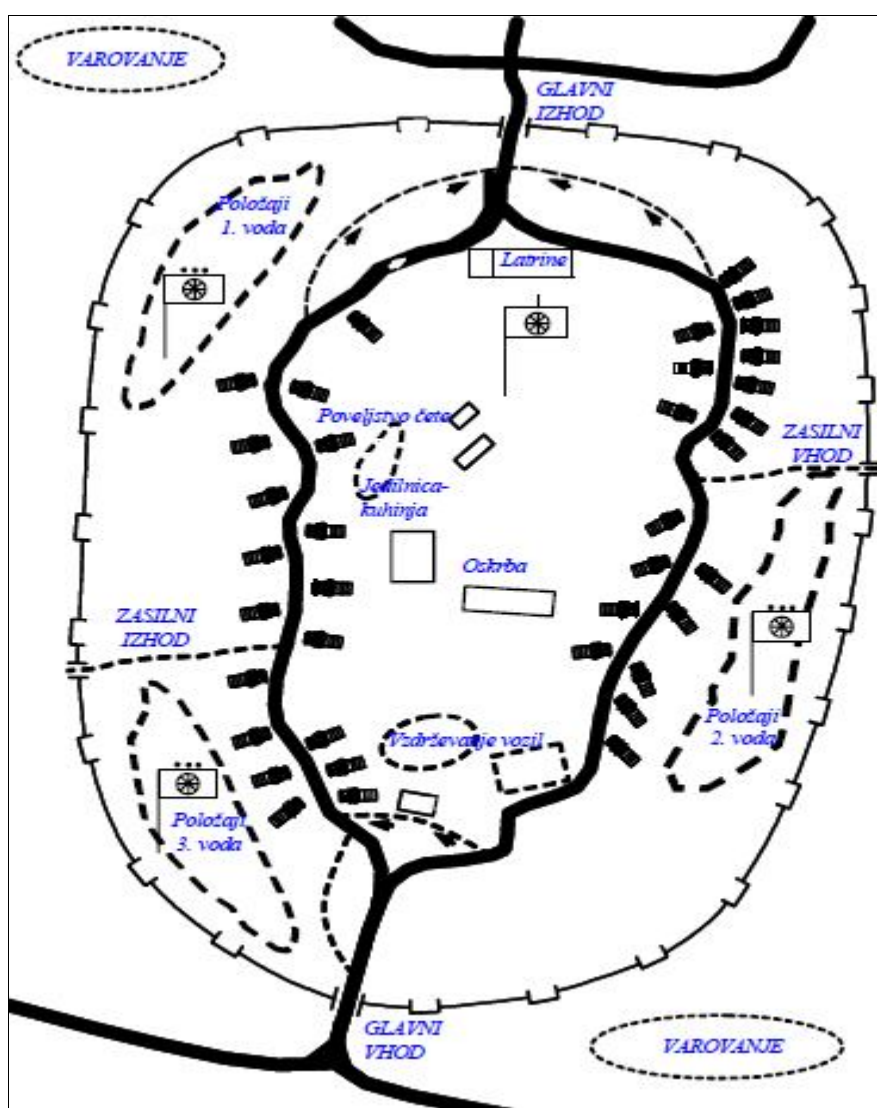 VAROVANJE
GLAVNI
IZHOD
Položaji
1. voda
Latrine
Poveljstvo čete
ZASILNI
VHOD
Jedilnica-
kuhinja
Oskrba
ZASILNI
IZHOD
Položaji
2. voda
Vzdrževanje vozil
Položaji
3. voda
GLAVNI
VHOD
VAROVANJE